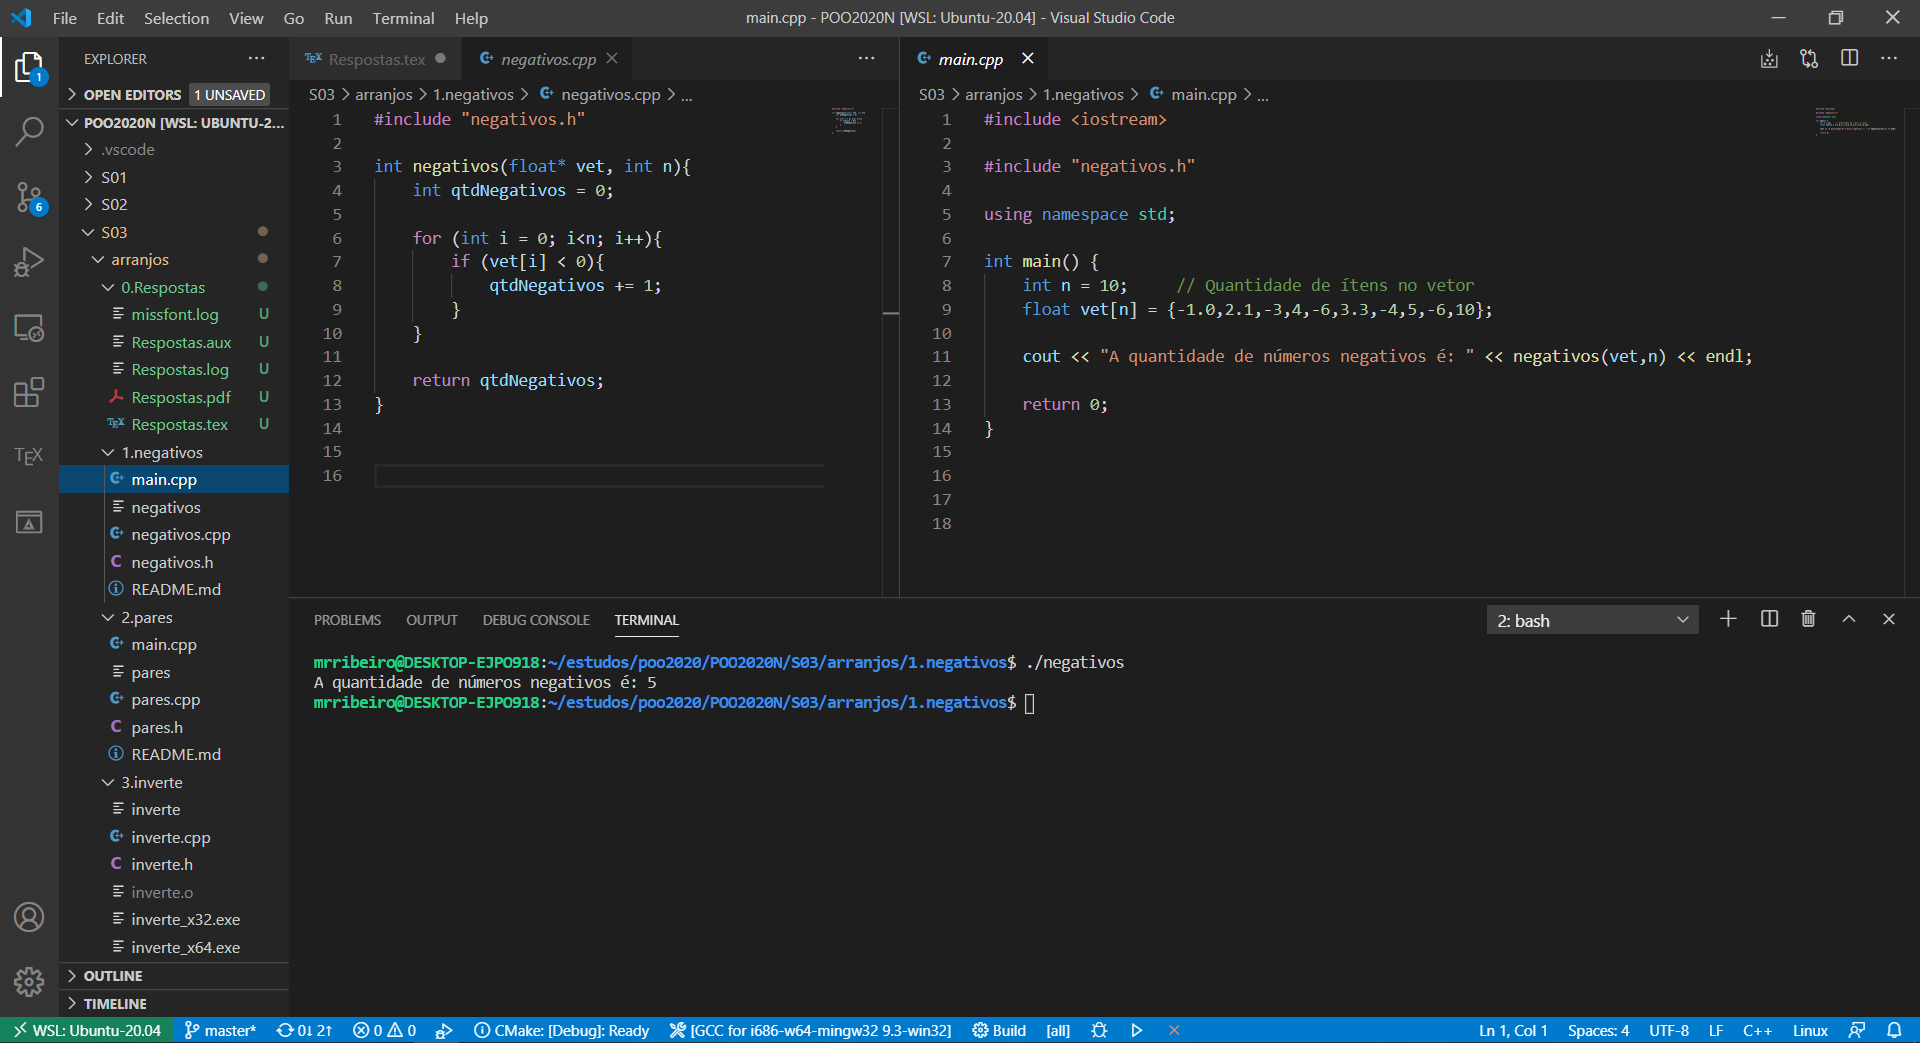 File Edit Selection View Go Run Terminal Help
main.cpp - POO2020N [WSL: Ubuntu-20.04] - Visual Studio Code
EXPLORER
OPEN EDITORS 1 UNSAVED
POO2020N [WSL: UBUNTU-2...
.vscode
S01
S02
S03
arranjos
0.Respostas
missfont.log U
Respostas.aux U
Respostas.log U
Respostas.pdf U
Respostas.tex U
1.negativos
main.cpp
negativos
negativos.cpp
negativos.h
README.md
2.pares
main.cpp
pares
pares.cpp
pares.h
README.md
3.inverte
inverte
inverte.cpp
inverte.h
inverte.o
inverte_x32.exe
inverte_x64.exe
OUTLINE
TIMELINE
1
6
TEX
Respostas.tex negativos.cpp
S03 > arranjos > 1.negativos > negativos.cpp > ...
1 #include "negativos.h"
2
3 int negativos(float* vet, int n){
4 int qtdNegativos = 0;
5
6 for (int i = 0; i<n; i++){
7 if (vet[i] < 0){
8 qtdNegativos += 1;
9 }
10 }
11
12 return qtdNegativos;
13 }
14
15
16
main.cpp
S03 > arranjos > 1.negativos > main.cpp > ...
1 #include <iostream>
2
3 #include "negativos.h"
4
5 using namespace std;
6
7 int main() {
8 int n = 10; // Quantidade de ítens no vetor
9 float vet[n] = {-1.0,2.1,-3,4,-6,3.3,-4,5,-6,10};
10
11 cout << "A quantidade de números negativos é: " << negativos(vet,n) << endl;
12
13 return 0;
14 }
15
16
17
18
PROBLEMS OUTPUT DEBUG CONSOLE TERMINAL
2: bash
mrribeiro@DESKTOP-EJPO918:~/estudos/poo2020/POO2020N/S03/arranjos/1.negativos$ ./negativos
A quantidade de números negativos é: 5
mrribeiro@DESKTOP-EJPO918:~/estudos/poo2020/POO2020N/S03/arranjos/1.negativos$
WSL: Ubuntu-20.04 master* 0↓ 2↑ 0 0 CMake: [Debug]: Ready [GCC for i686-w64-mingw32 9.3-win32] Build [all]
Ln 1, Col 1 Spaces: 4 UTF-8 LF C++ Linux